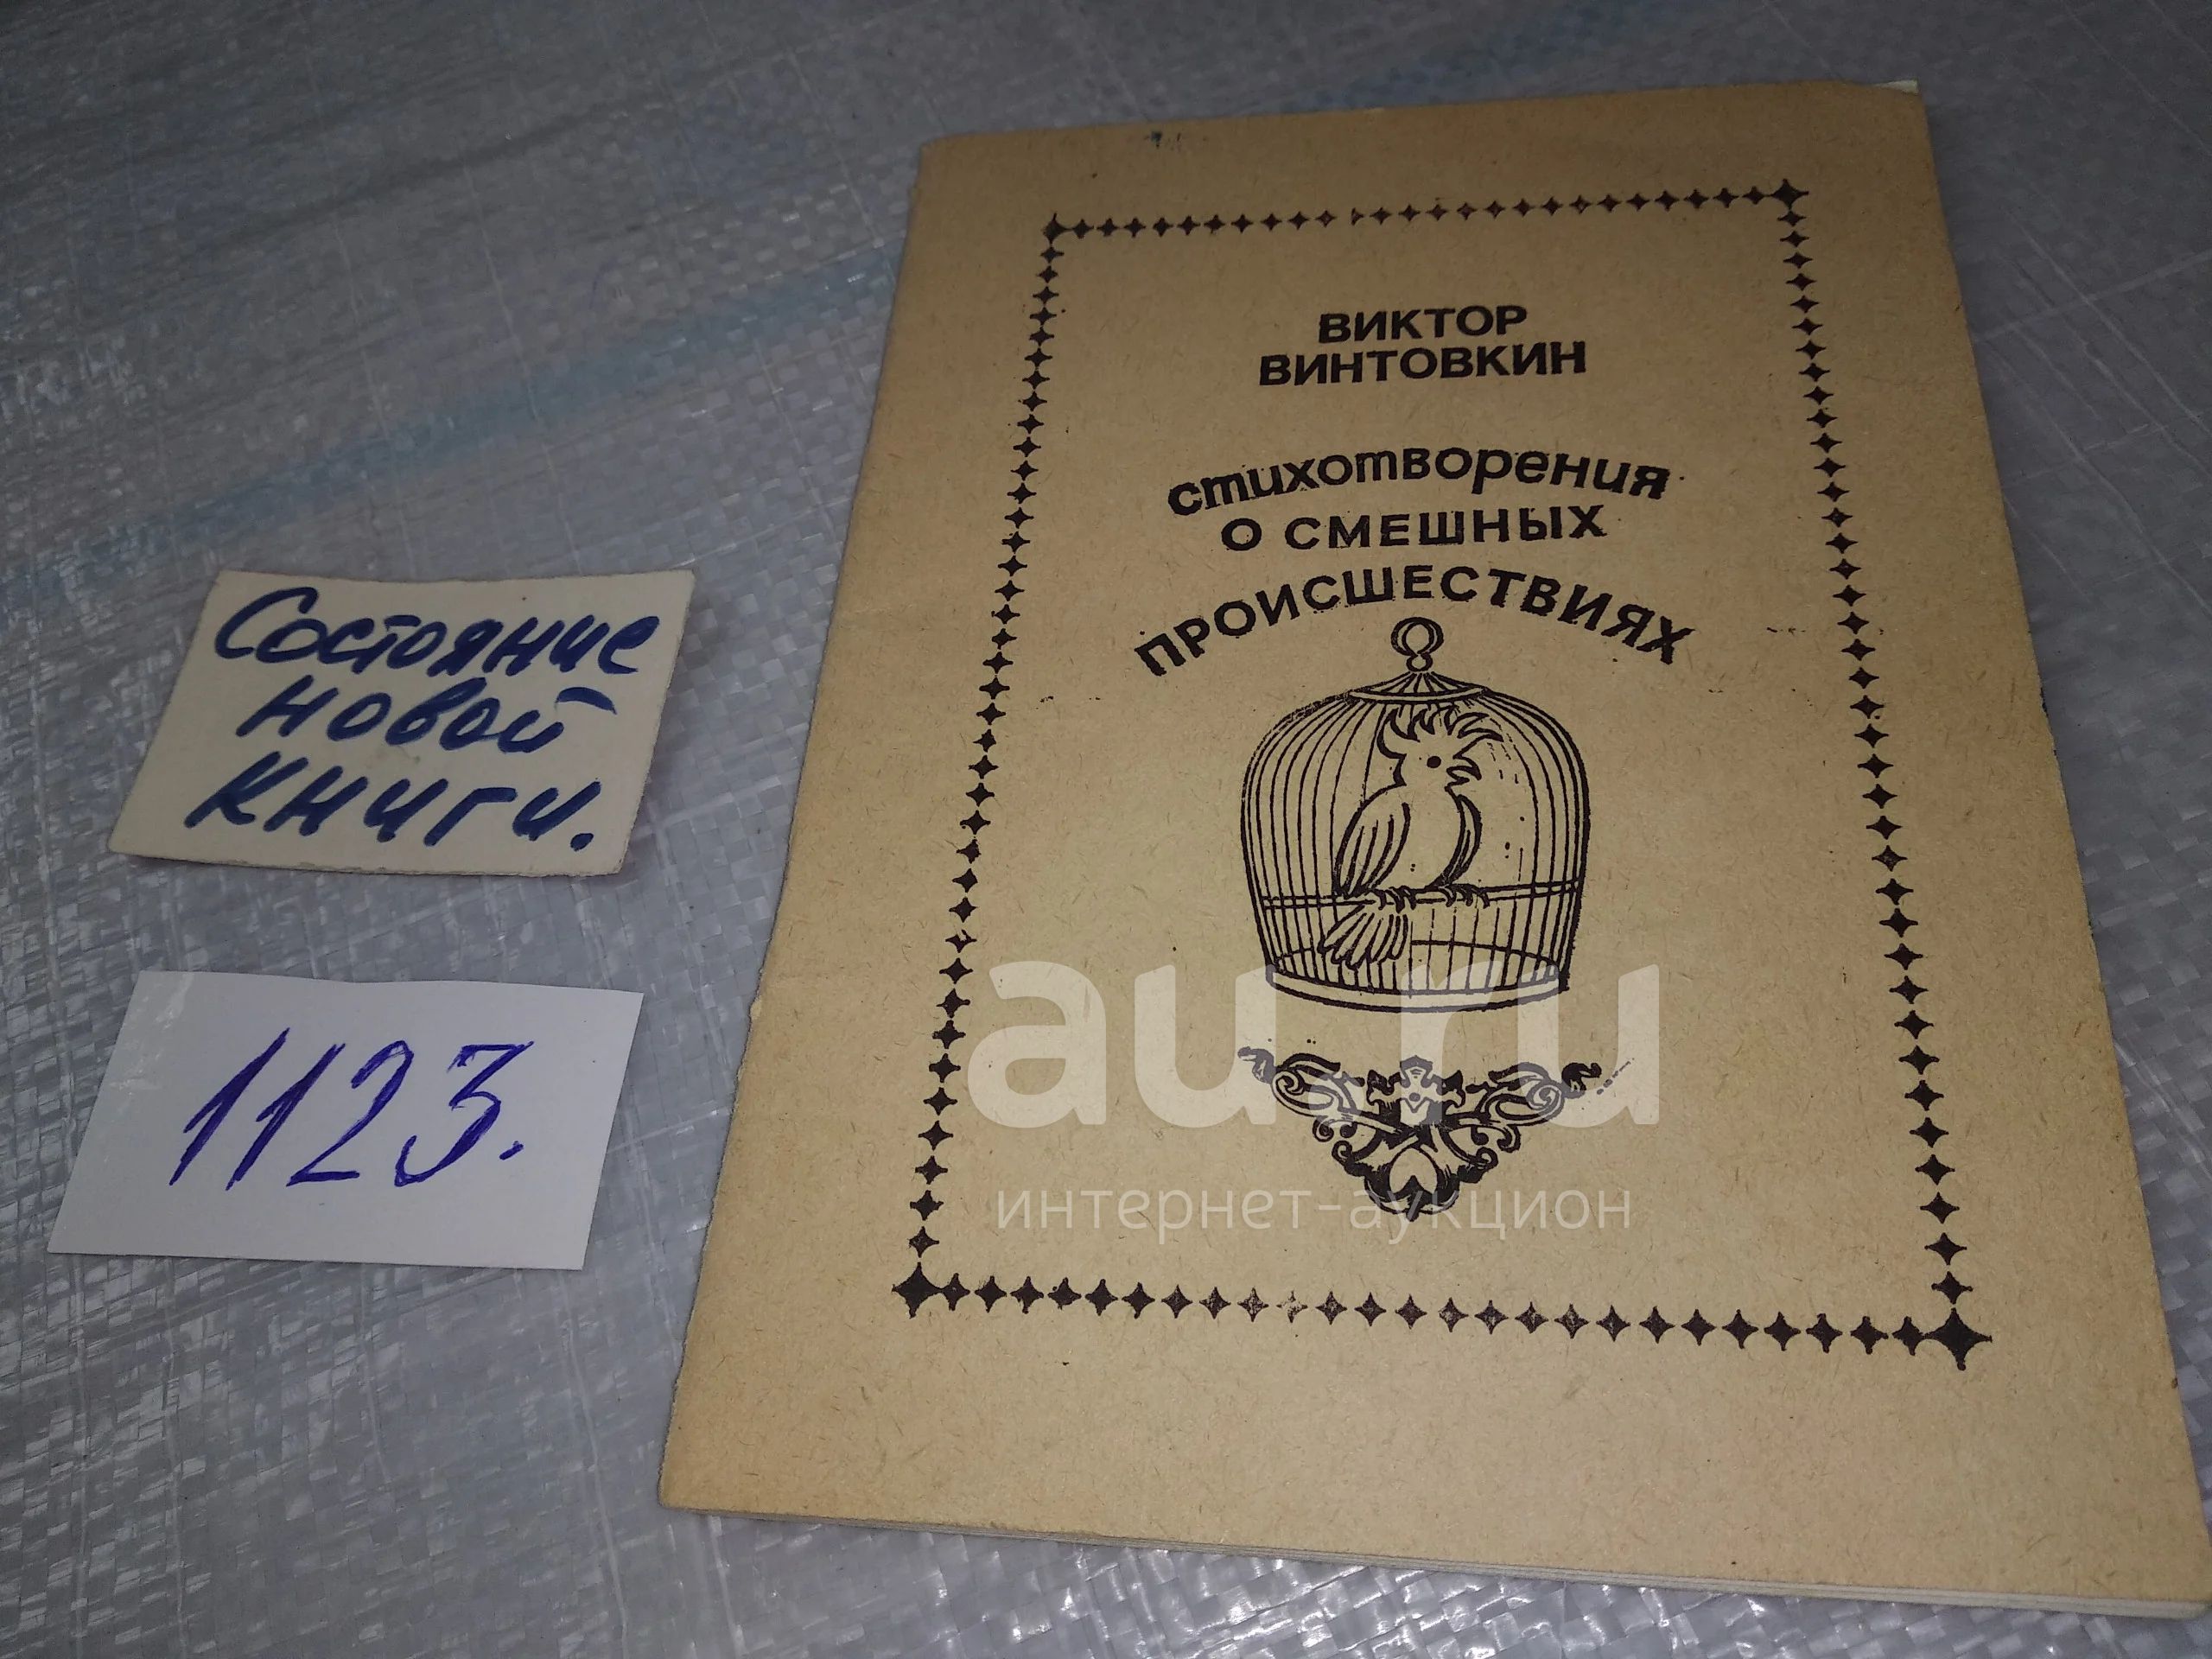 ВИКТОР
ВИНТОВКИН
стихотворения
О СМЕШНЫХ
ПРОИСШЕСТВИЯХ
Состояние
новой
книги.
1123.
au.ru
интернет-аукцион